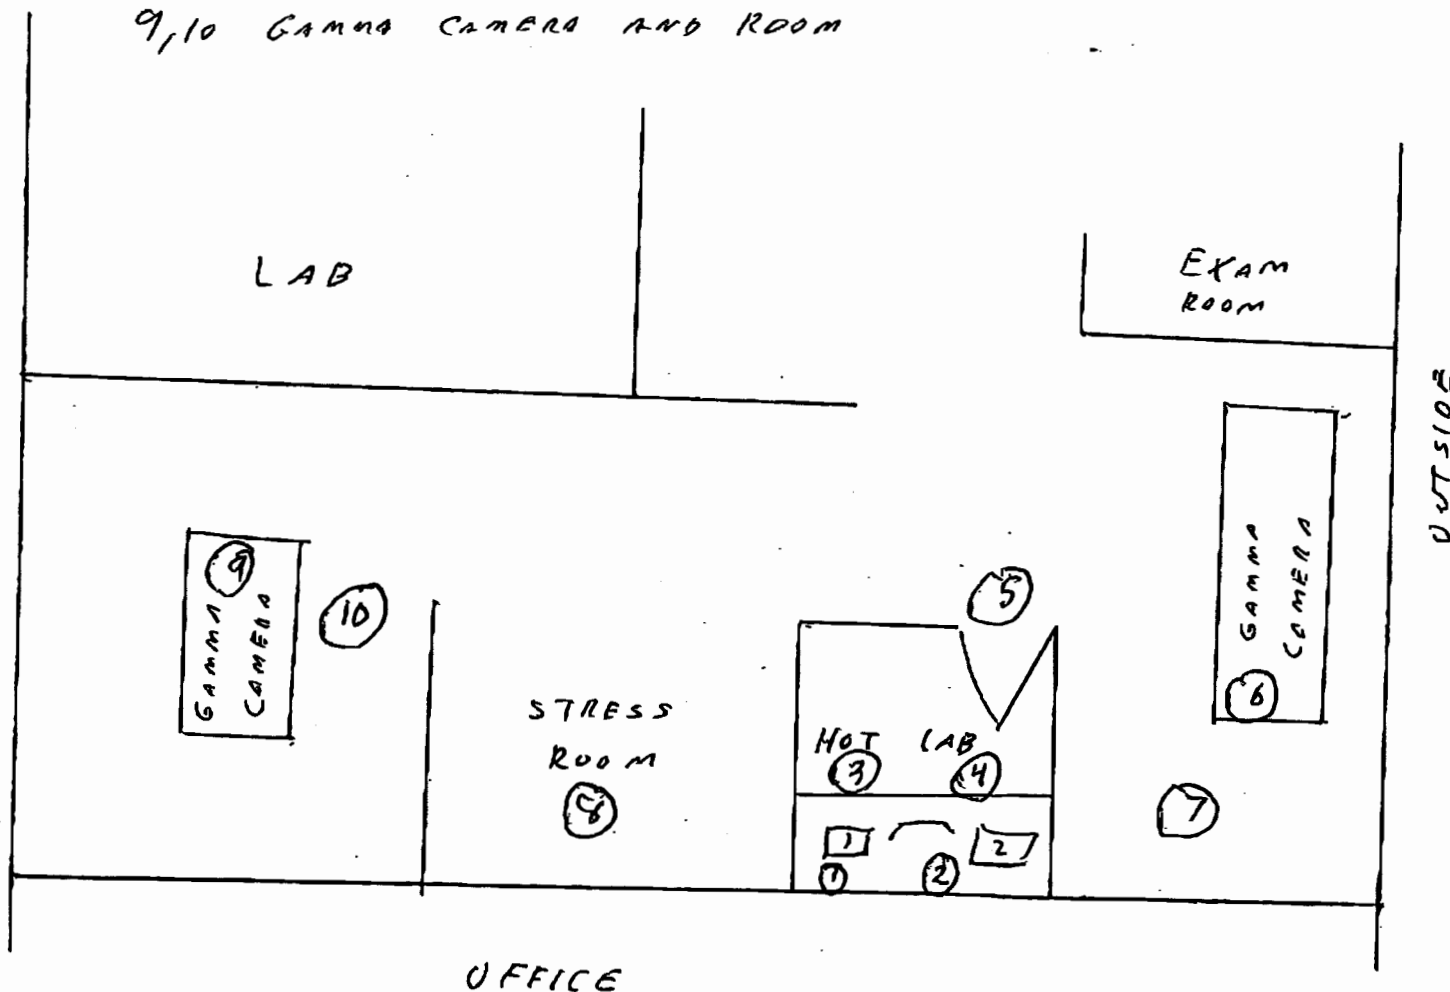 9,10 GAMMA CAMERA AND ROOM
LAB
EXAM
ROOM
OUTSIDE
GAMMA
CAMERA
9
10
5
GAMMA
CAMERA
6
STRESS
ROOM
8
HOT LAB
3
4
7
1
2
1
2
OFFICE